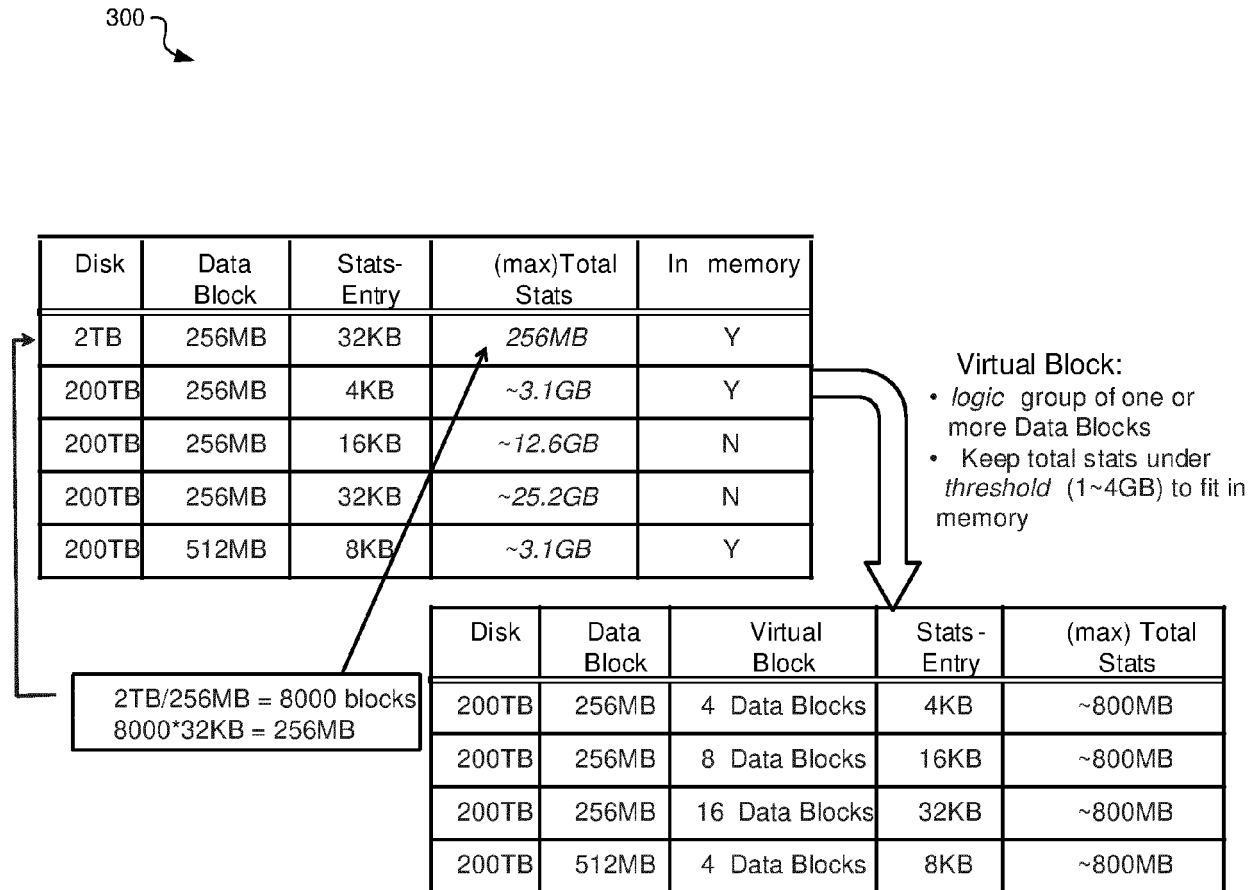 300
Disk Data Block Stats-Entry (max)Total Stats In memory
2TB 256MB 32KB 256MB Y
200TB 256MB 4KB ~3.1GB Y
200TB 256MB 16KB ~12.6GB N
200TB 256MB 32KB ~25.2GB N
200TB 512MB 8KB ~3.1GB Y
Virtual Block:
• logic group of one or
more Data Blocks
• Keep total stats under
threshold (1~4GB) to fit in
memory
2TB/256MB = 8000 blocks
8000*32KB = 256MB
Disk Data Block Virtual Block Stats-Entry (max) Total Stats
200TB 256MB 4 Data Blocks 4KB ~800MB
200TB 256MB 8 Data Blocks 16KB ~800MB
200TB 256MB 16 Data Blocks 32KB ~800MB
200TB 512MB 4 Data Blocks 8KB ~800MB